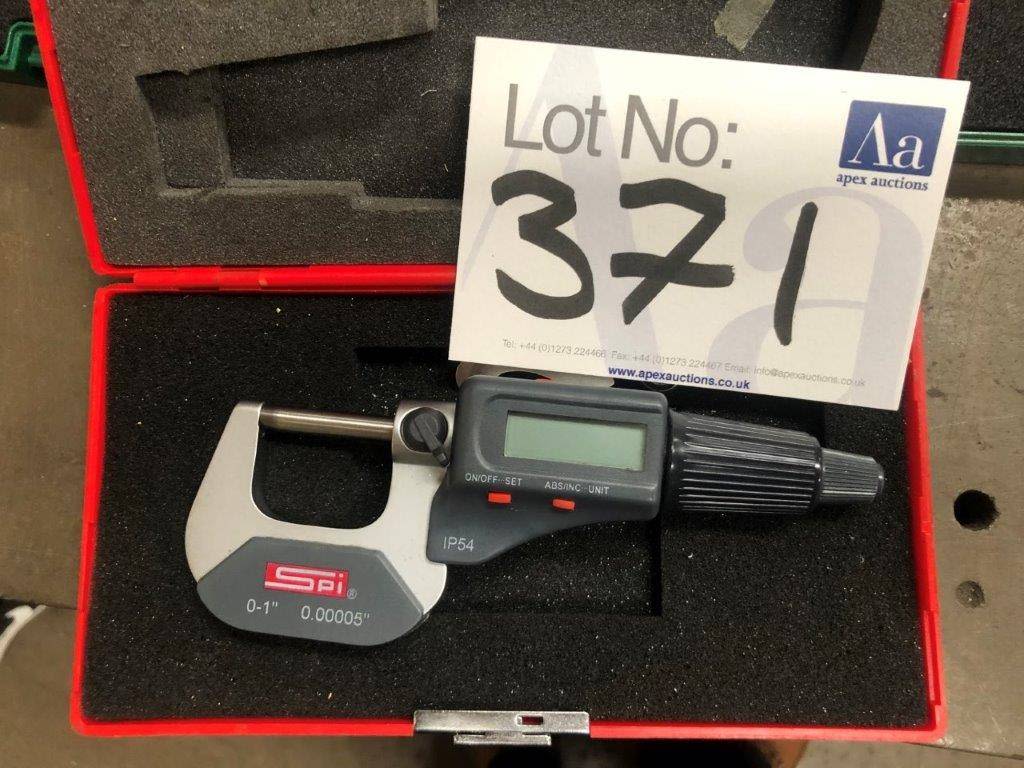 Lot No:
Aa
apex auctions
371
Tel: +44 (0)1273 224466 Fax: +44 (0)1273 224467 Email: info@apexauctions.co.uk
www.apexauctions.co.uk
ON/OFF··SET ABS/INC··UNIT
IP54
SPi®
0-1" 0.00005"